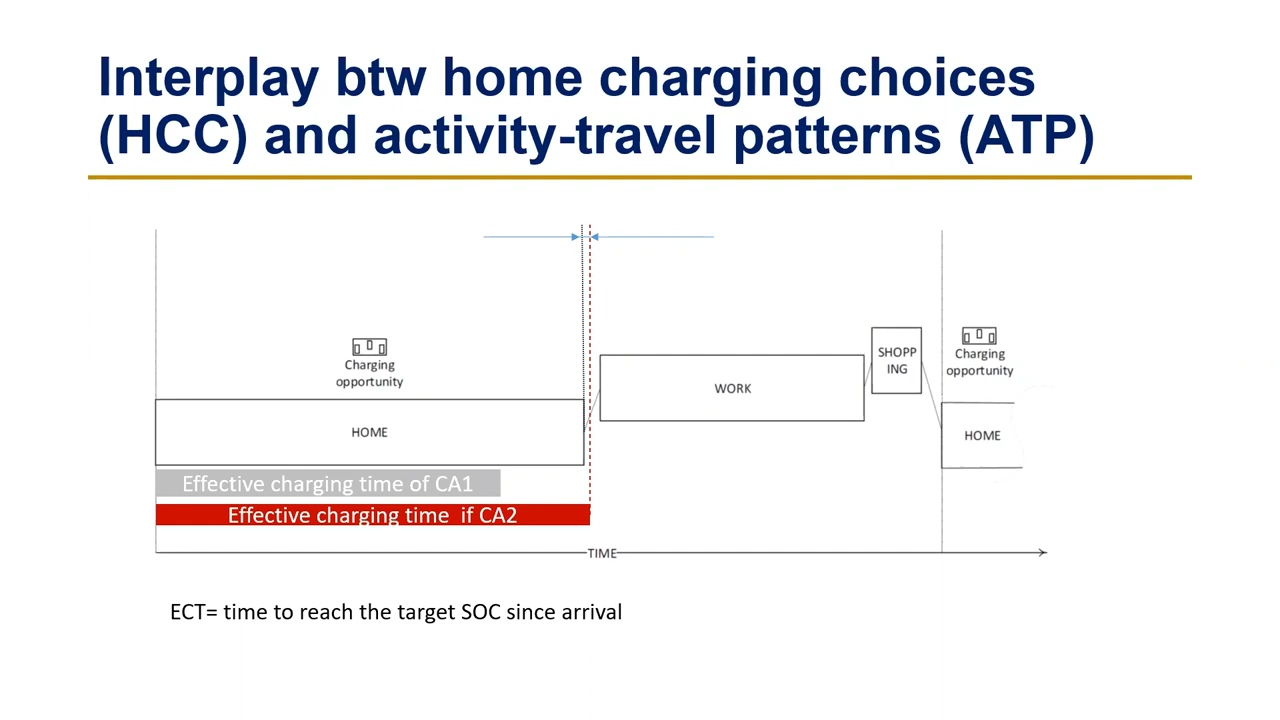 Interplay btw home charging choices
(HCC) and activity-travel patterns (ATP)
Charging
opportunity
HOME
WORK
SHOPP
ING
Charging
opportunity
HOME
Effective charging time of CA1
Effective charging time if CA2
TIME
ECT= time to reach the target SOC since arrival